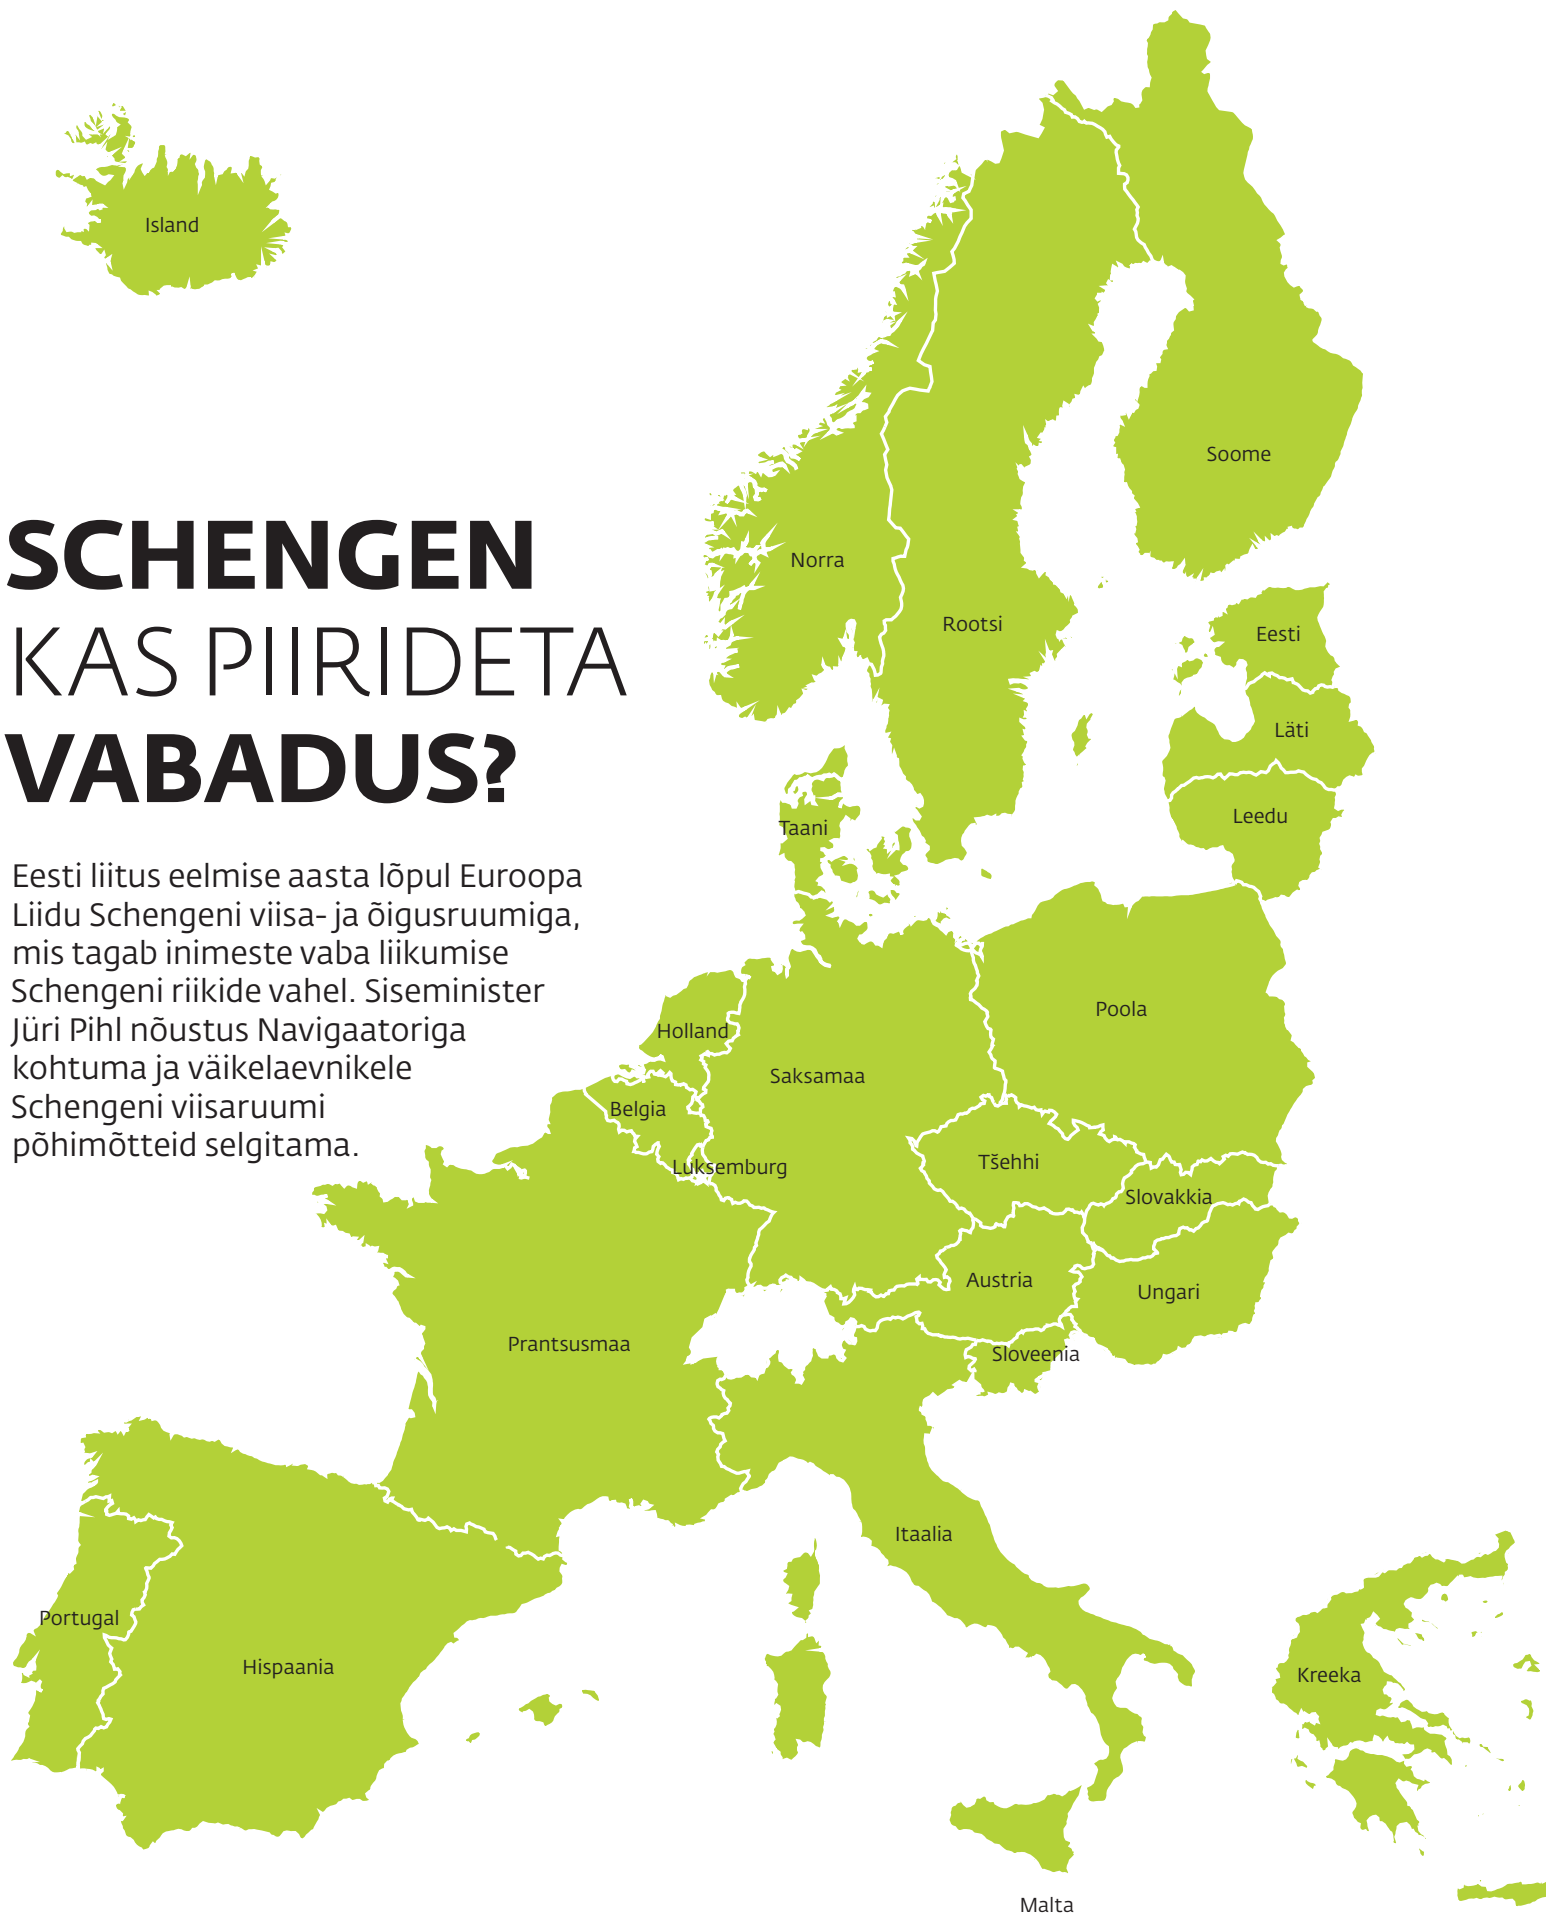 Island
Soome
SCHENGEN
KAS PIIRIDETA
VABADUS?
Norra
Rootsi
Eesti
Läti
Leedu
Taani
Eesti liitus eelmise aasta lõpul Euroopa
Liidu Schengeni viisa- ja õigusruumiga,
mis tagab inimeste vaba liikumise
Schengeni riikide vahel. Siseminister
Jüri Pihl nõustus Navigaatoriga
kohtuma ja väikelaevnikele
Schengeni viisaruumi
põhimõtteid selgitama.
Poola
Holland
Saksamaa
Belgia
Luksemburg
Tšehhi
Slovakkia
Austria
Ungari
Prantsusmaa
Sloveenia
Itaalia
Portugal
Hispaania
Kreeka
Malta